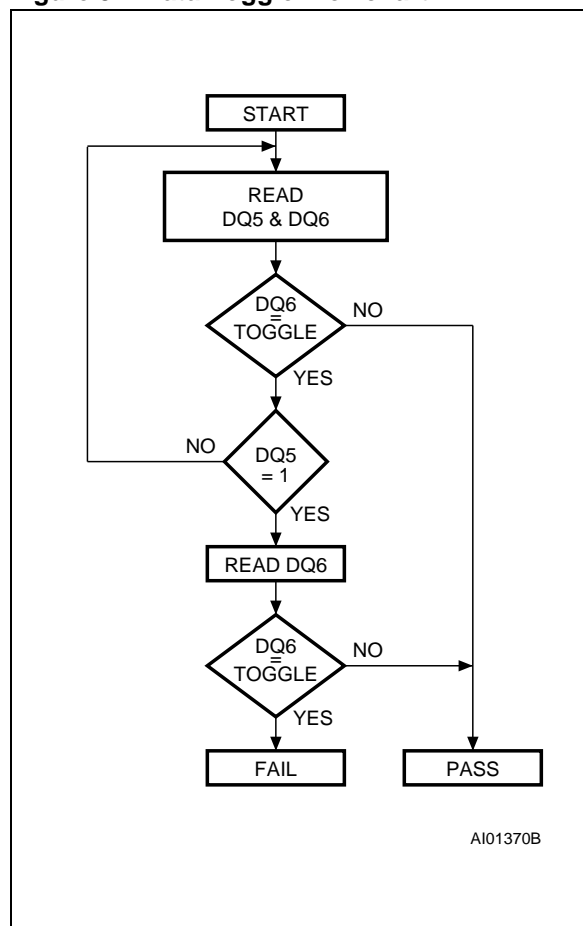 START
READ
DQ5 & DQ6
DQ6
=
TOGGLE
NO
YES
NO
DQ5
= 1
YES
READ DQ6
DQ6
=
TOGGLE
NO
YES
FAIL
PASS
AI01370B